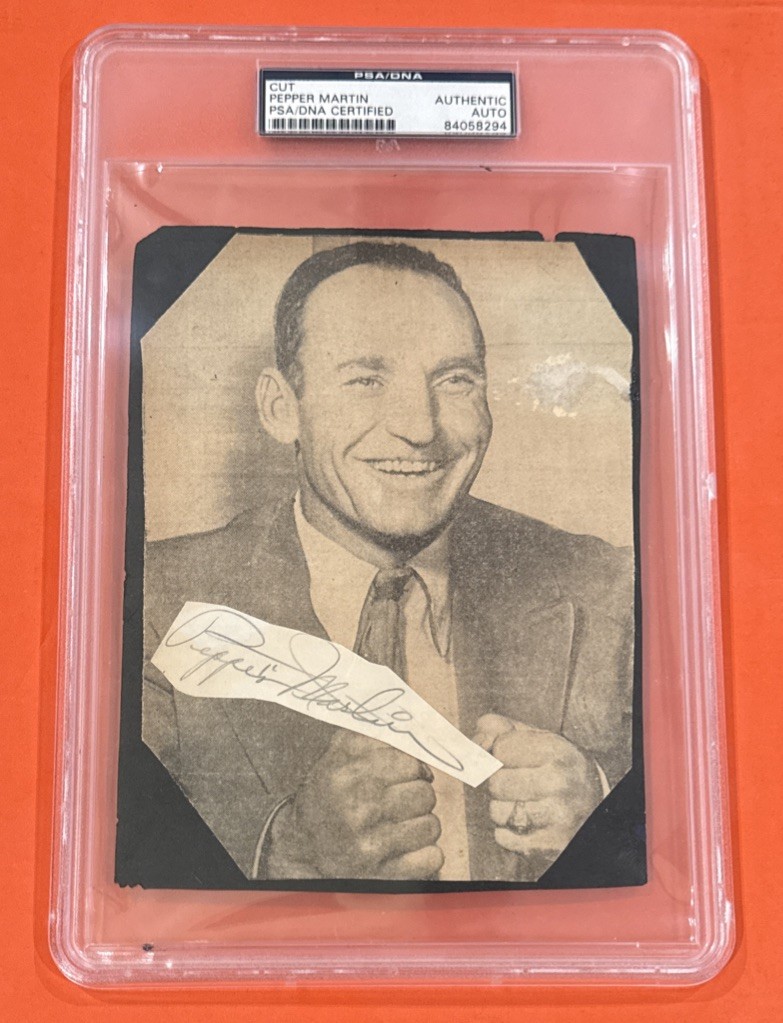 PSA/DNA
CUT
PEPPER MARTIN
PSA/DNA CERTIFIED
AUTHENTIC
AUTO
84058294
Pepper Martin